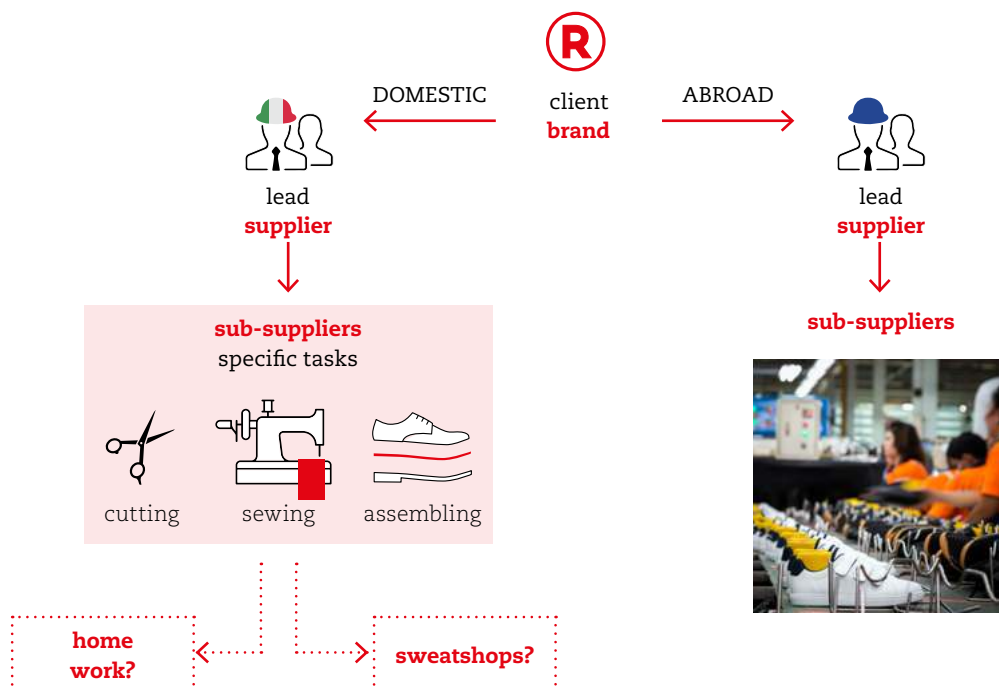 R
DOMESTIC
client
brand
ABROAD
lead
supplier
lead
supplier
sub-suppliers
specific tasks
cutting
sewing
assembling
sub-suppliers
home
work?
sweatshops?